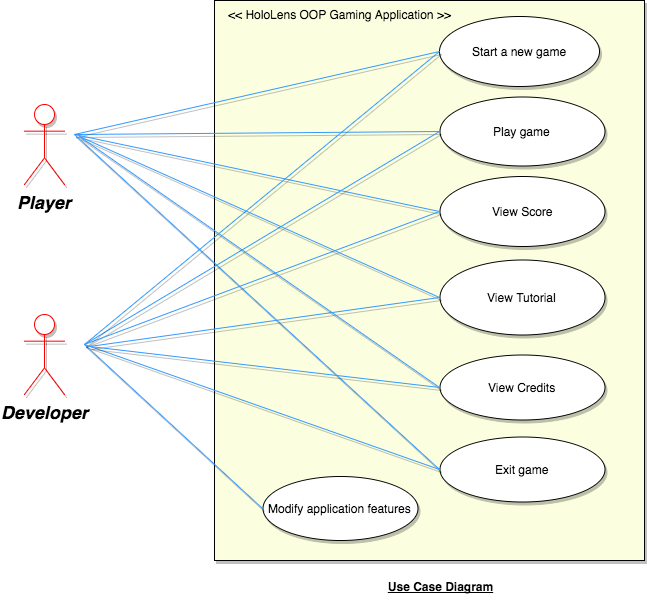 << HoloLens OOP Gaming Application >>
Start a new game
Play game
Player
View Score
View Tutorial
Developer
View Credits
Exit game
Modify application features
Use Case Diagram